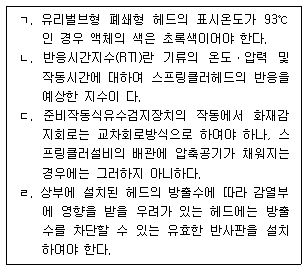 ㄱ. 유리벌브형 폐쇄형 헤드의 표시온도가 93℃
인 경우 액체의 색은 초록색이어야 한다.
ㄴ. 반응시간지수(RTI)란 기류의 온도·압력 및
작동시간에 대하여 스프링클러헤드의 반응을
예상한 지수이 다.
ㄷ. 준비작동식유수검지장치의 작동에서 화재감
지회로는 교차회로방식으로 하여야 하나, 스
프링클러설비의 배관에 압축공기가 채워지는
경우에는 그러하지 아니하다.
ㄹ. 상부에 설치된 헤드의 방출수에 따라 감열부
에 영향을 받을 우려가 있는 헤드에는 방출
수를 차단할 수 있는 유효한 반사판을 설치
하여야 한다.